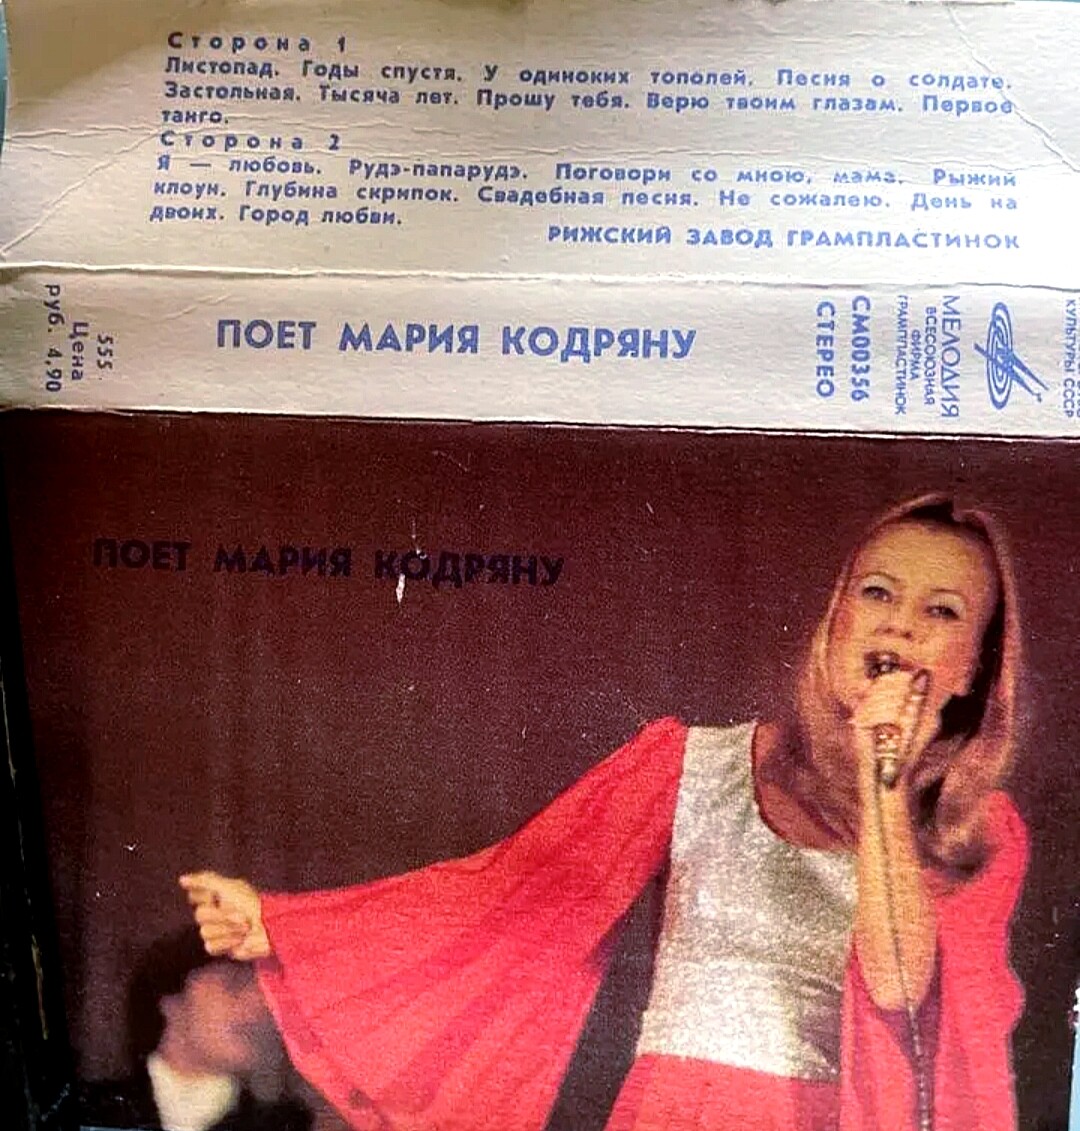 Сторона 1
Листопад. Годы спустя. У одиноких тополей. Песня о солдате.
Застольная. Тысяча лет. Прошу тебя. Верю твоим глазам. Первое
танго.
Сторона 2
Я — любовь. Рудэ-папарудэ. Поговори со мною, мама. Рыжий
клоун. Глубина скрипок. Свадебная песня. Не сожалею. День на
двоих. Город любви.
РИЖСКИЙ ЗАВОД ГРАМПЛАСТИНОК
555
Цена
руб. 4,90
ПОЕТ МАРИЯ КОДРЯНУ
СМ00356
СТЕРЕО
МЕЛОДИЯ
ВСЕСОЮЗНАЯ
ФИРМА
ГРАМПЛАСТИНОК
КУЛЬТУРЫ СССР
ПОЕТ МАРИЯ КОДРЯНУ